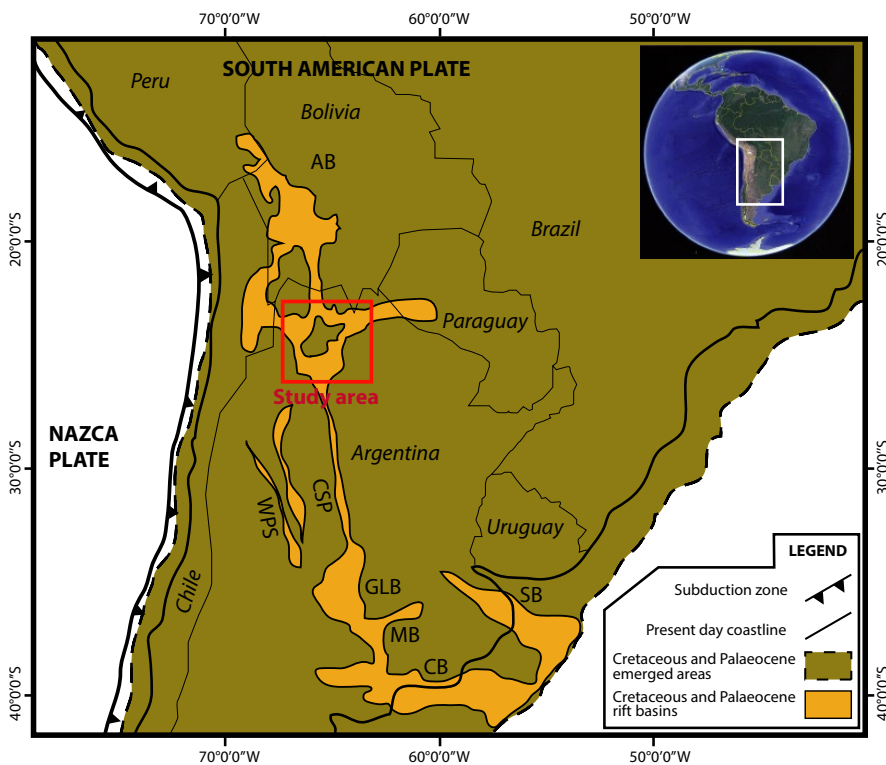 70°0'0"W 60°0'0"W 50°0'0"W
SOUTH AMERICAN PLATE
Peru
Bolivia
AB
Brazil
20°0'0"S
20°0'0"S
Paraguay
Study area
NAZCA
PLATE
Argentina
30°0'0"S
30°0'0"S
CSP
WPS
Uruguay
Chile
GLB
SB
MB
CB
40°0'0"S
40°0'0"S
LEGEND
Subduction zone
Present day coastline
Cretaceous and Palaeocene
emerged areas
Cretaceous and Palaeocene
rift basins
70°0'0"W 60°0'0"W 50°0'0"W